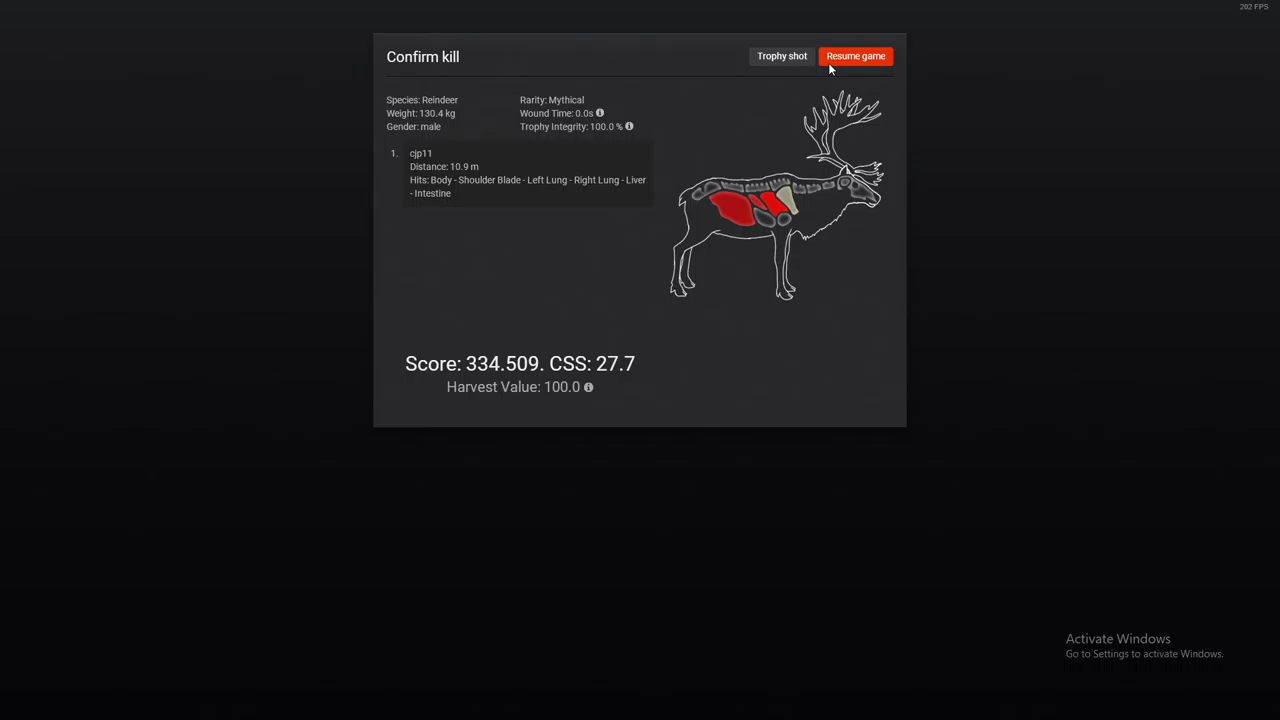 202 FPS
Confirm kill
Trophy shot
Resume game
Species: Reindeer
Weight: 130.4 kg
Gender: male
Rarity: Mythical
Wound Time: 0.0s
Trophy Integrity: 100.0 %
1. cjp11
Distance: 10.9 m
Hits: Body - Shoulder Blade - Left Lung - Right Lung - Liver
- Intestine
Score: 334.509. CSS: 27.7
Harvest Value: 100.0
Activate Windows
Go to Settings to activate Windows.